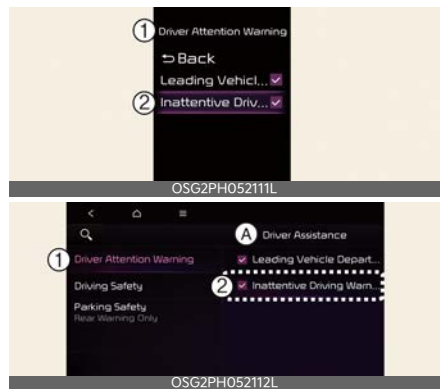 ① Driver Attention Warning
Back
Leading Vehicl...
② Inattentive Driv...
OSG2PH052111L
A Driver Assistance
① Driver Attention Warning
Leading Vehicle Depart...
Driving Safety
② Inattentive Driving Warn...
Parking Safety
Rear Warning Only
OSG2PH052112L